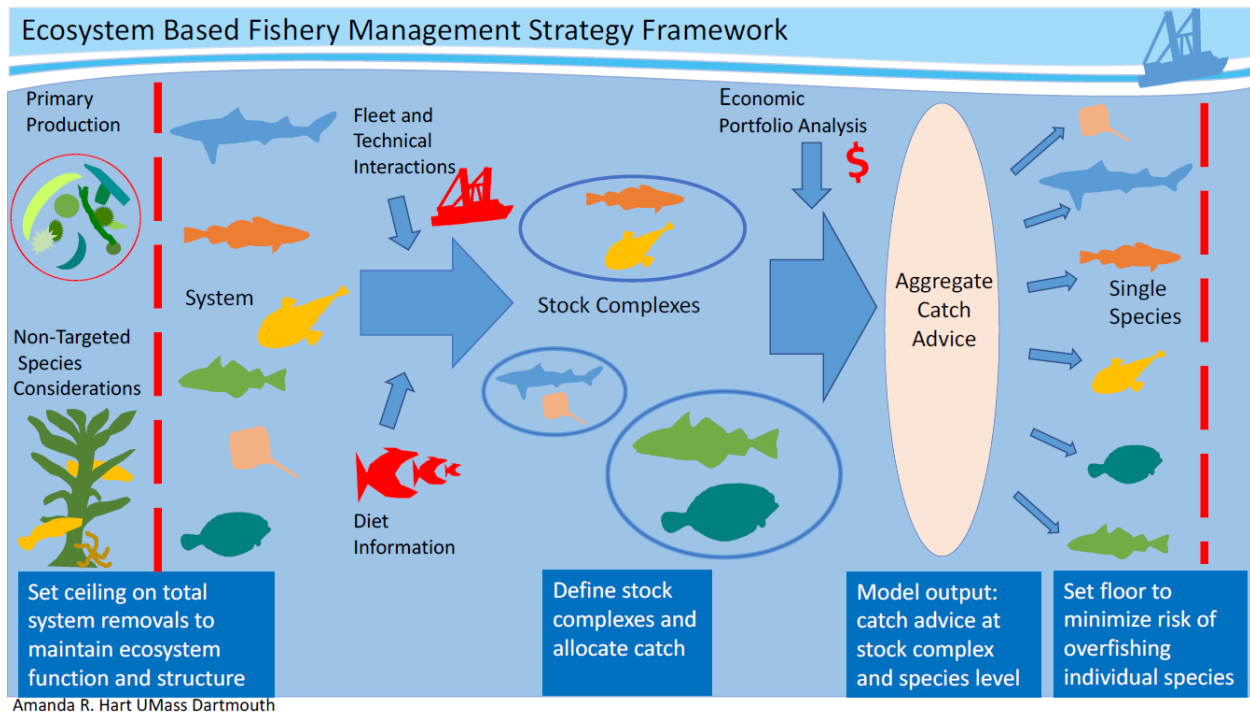 Ecosystem Based Fishery Management Strategy Framework
Primary
Production
Non-Targeted
Species
Considerations
System
Fleet and
Technical
Interactions
Diet
Information
Stock Complexes
Economic
Portfolio Analysis
$
Aggregate
Catch
Advice
Single
Species
Set ceiling on total
system removals to
maintain ecosystem
function and structure
Define stock
complexes and
allocate catch
Model output:
catch advice at
stock complex
and species level
Set floor to
minimize risk of
overfishing
individual species
Amanda R. Hart UMass Dartmouth